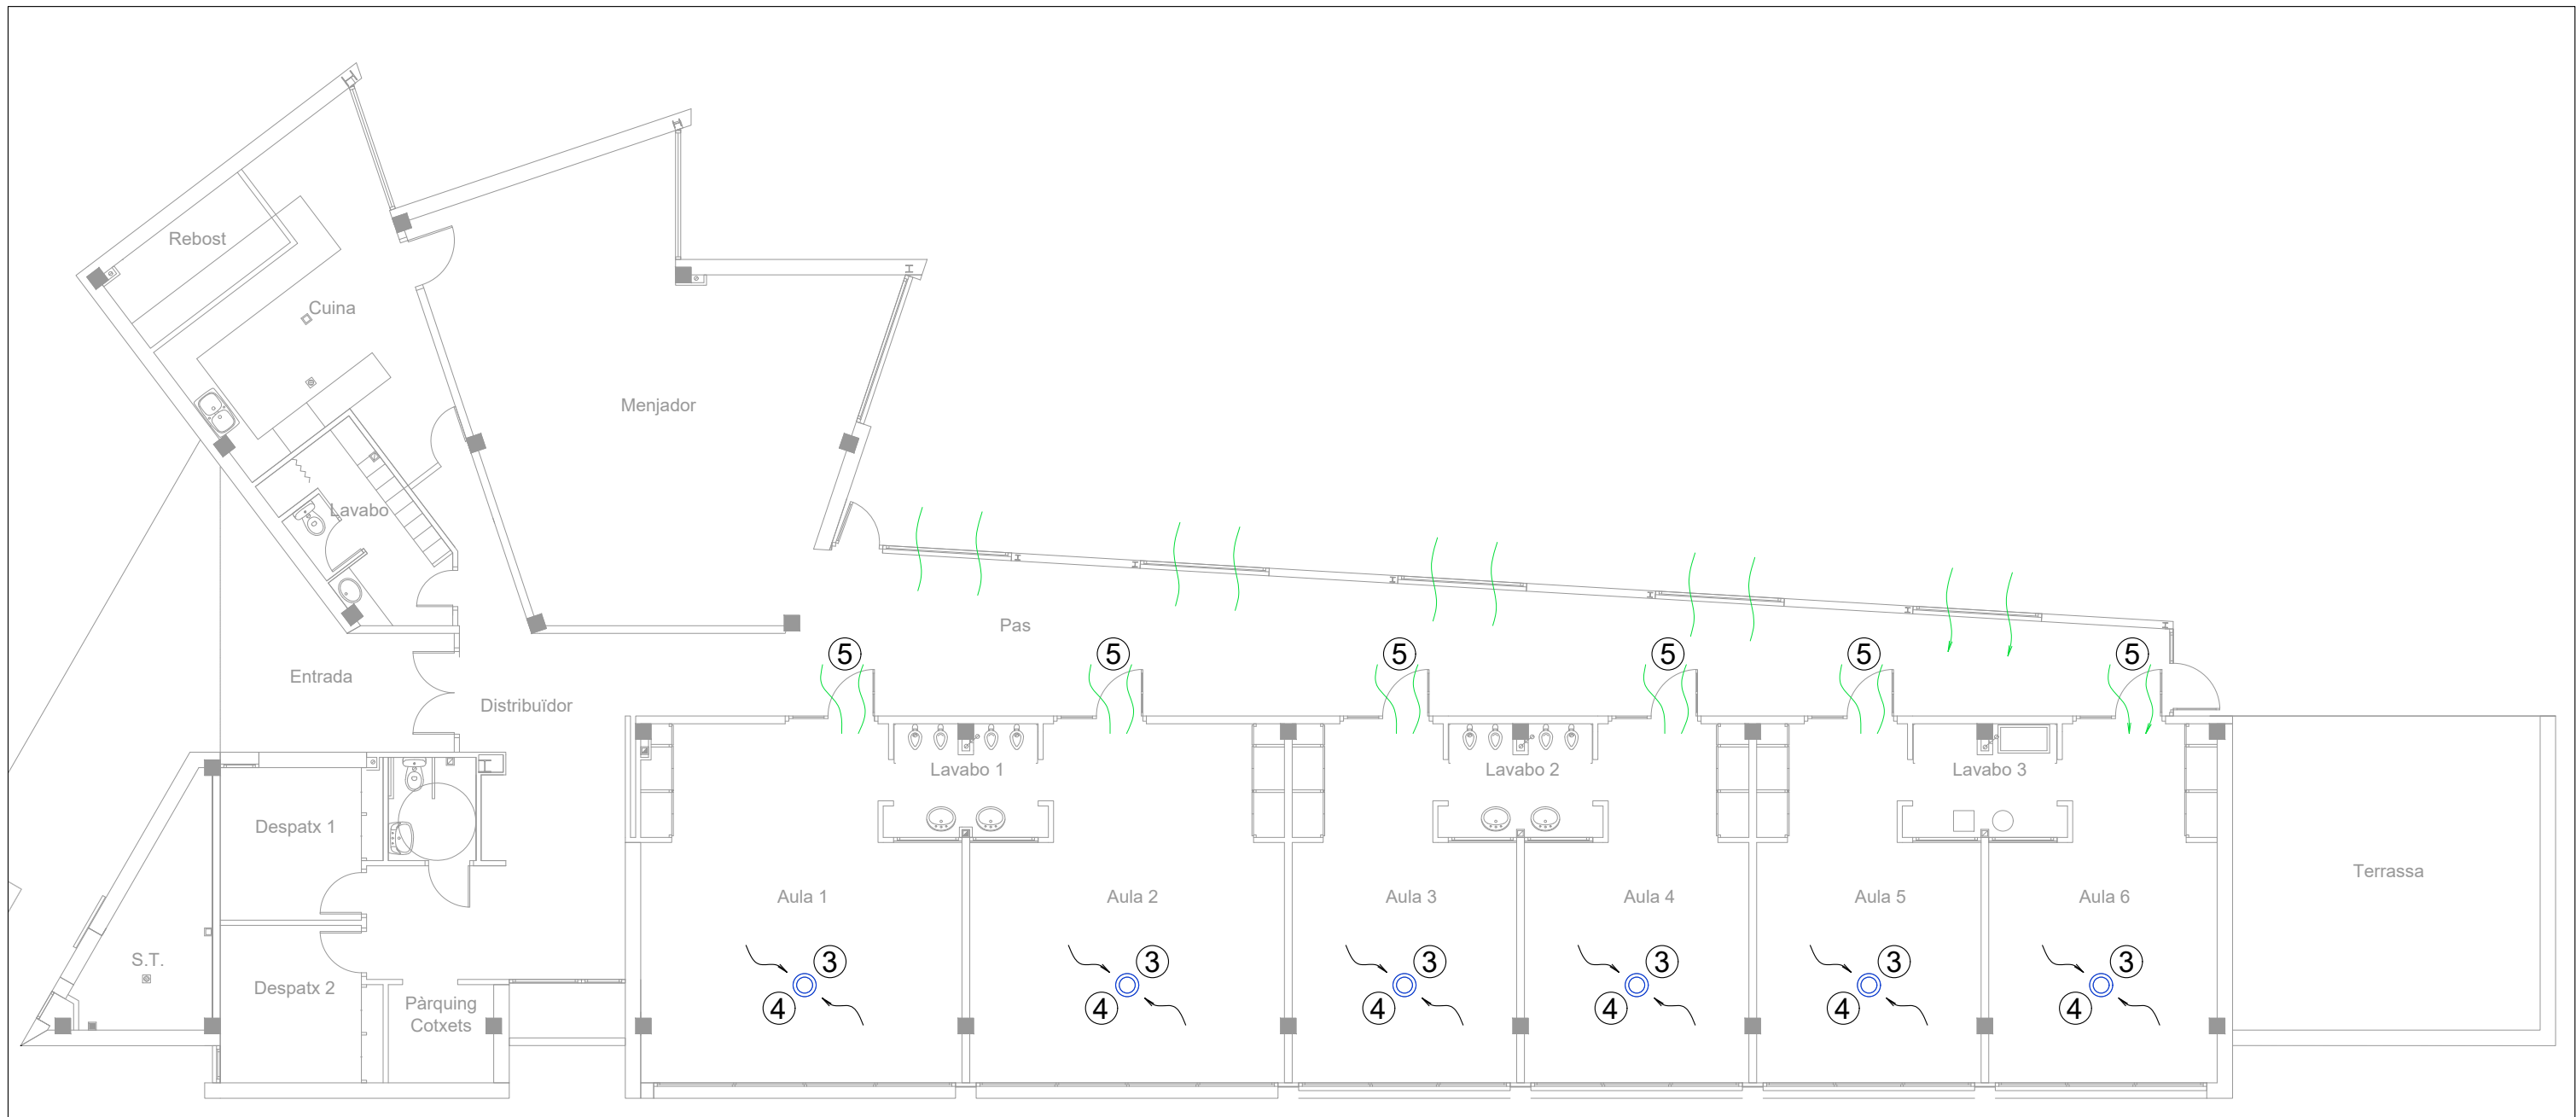 Rebost
Cuina
Menjador
Lavabo
Pas
Entrada
Distribuïdor
5
5
5
5
5
5
Lavabo 1
Lavabo 2
Lavabo 3
Despatx 1
Terrassa
Aula 1
Aula 2
Aula 3
Aula 4
Aula 5
Aula 6
S.T.
Despatx 2
Pàrquing
Cotxets
3
4
3
4
3
4
3
4
3
4
3
4